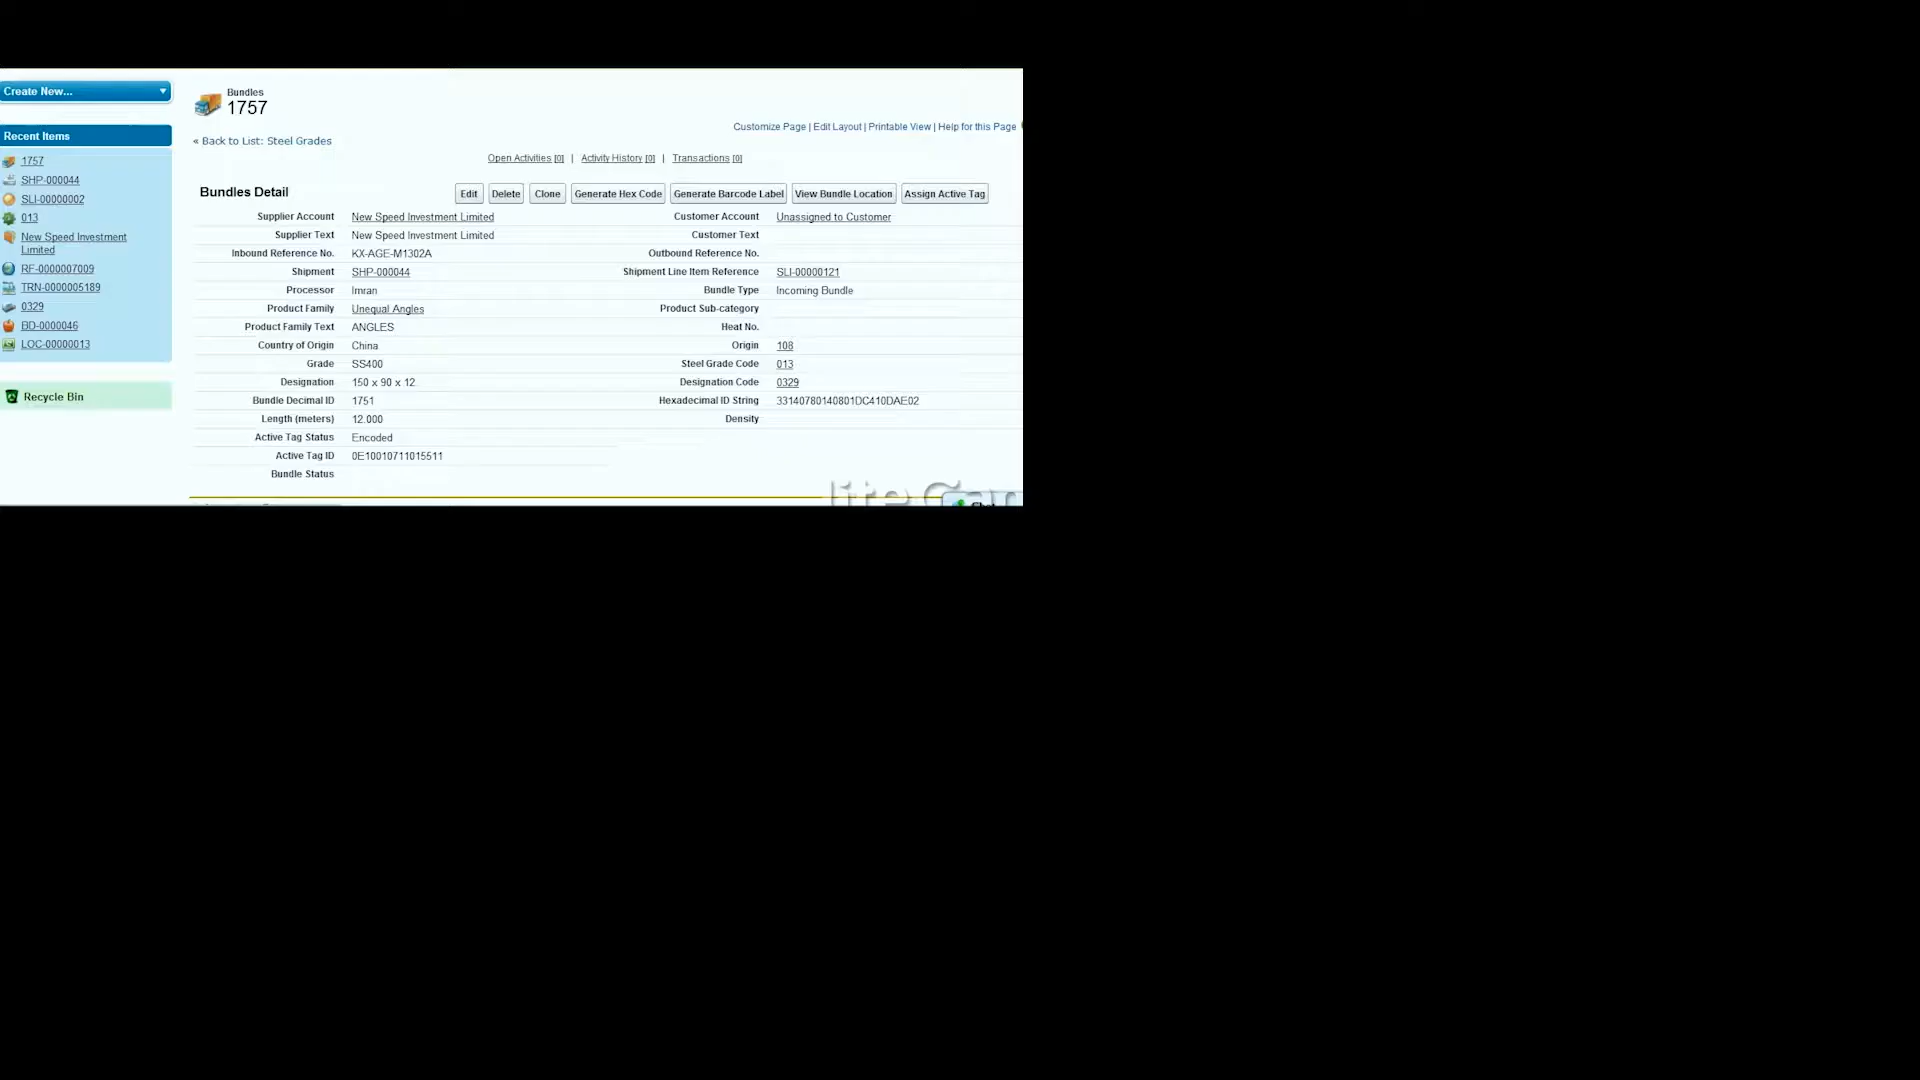 Create New...
Bundles
1757
Customize Page | Edit Layout | Printable View | Help for this Page
Recent Items
« Back to List: Steel Grades
1757
SHP-000044
SLI-00000002
013
New Speed Investment
Limited
RF-0000007009
TRN-0000005189
0329
BD-0000046
LOC-00000013
Recycle Bin
Open Activities [0] | Activity History [0] | Transactions [0]
Bundles Detail Edit Delete Clone Generate Hex Code Generate Barcode Label View Bundle Location Assign Active Tag
Supplier Account New Speed Investment Limited Customer Account Unassigned to Customer
Supplier Text New Speed Investment Limited Customer Text
Inbound Reference No. KX-AGE-M1302A Outbound Reference No.
Shipment SHP-000044 Shipment Line Item Reference SLI-00000121
Processor Imran Bundle Type Incoming Bundle
Product Family Unequal Angles Product Sub-category
Product Family Text ANGLES Heat No.
Country of Origin China Origin 108
Grade SS400 Steel Grade Code 013
Designation 150 x 90 x 12 Designation Code 0329
Bundle Decimal ID 1751 Hexadecimal ID String 33140780140801DC410DAE02
Length (meters) 12.000 Density
Active Tag Status Encoded
Active Tag ID 0E10010711015511
Bundle Status